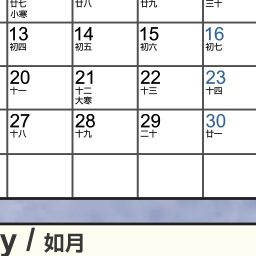 廿七 廿八 廿九 三十
小寒
13 14 15 16
初四 初五 初六 初七
20 21 22 23
十一 十二 十三 十四
大寒
27 28 29 30
十八 十九 二十 廿一
y / 如月